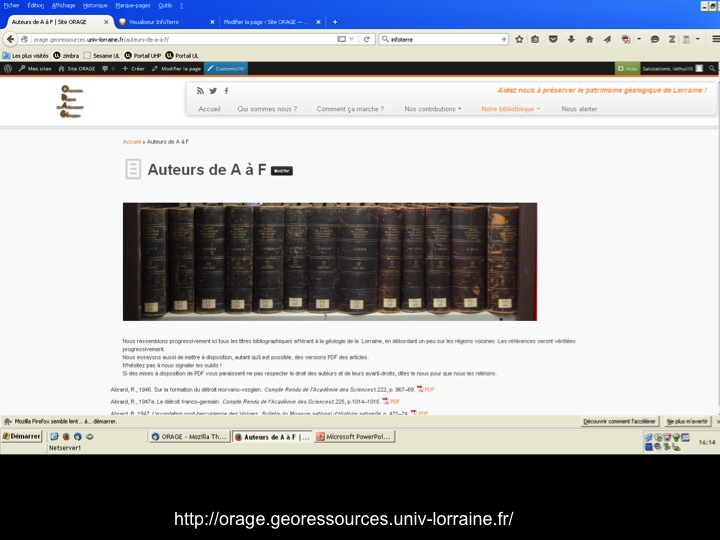 Fichier Édition Affichage Historique Marque-pages Outils ?
Auteurs de A à F | Site ORAGE
Visualiseur InfoTerre
Modifier la page ‹ Site ORAGE — ...
orage.georessources.univ-lorraine.fr/auteurs-de-a-a-f/
infoterre
Les plus visités zimbra Sesame UL Portail UHP Portail UL
Mes sites Site ORAGE Créer Modifier la page Customize!
Aide
Aidez nous à préserver le patrimoine géologique de Lorraine !
Accueil Qui sommes nous ? Comment ça marche ? Nos contributions Notre bibliothèque Nous alerter
Accueil » Auteurs de A à F
Auteurs de A à F Modifier
Nous rassemblons progressivement ici tous les titres bibliographiques afférant à la géologie de la Lorraine, en débordant un peu sur les régions voisines. Les références seront vérifiées
progressivement.
Nous essayons aussi de mettre à disposition, autant qu'il est possible, des versions PDF des articles.
N'hésitez pas à nous signaler les oublis !
Si des mises à disposition de PDF vous paraissent ne pas respecter le droit des auteurs et de leurs ayant-droits, dites le nous pour que nous les retirions.
Abrard, R., 1946. Sur la formation du détroit morvano-vosgien. Compte Rendu de l'Académie des Sciences t.222, p. 967–69. PDF
Abrard, R., 1947a. Le détroit franco-germain. Compte Rendu de l'Académie des Sciences t.225, p.1014–1016. PDF
Mozilla Firefox semble lent... à... démarrer.
Découvrir comment l'accélérer
Ne plus m'avertir
Démarrer
ORAGE - Mozilla Th...
Auteurs de A à F | ...
Microsoft PowerPoi...
16:14
Netserver1
http://orage.georessources.univ-lorraine.fr/